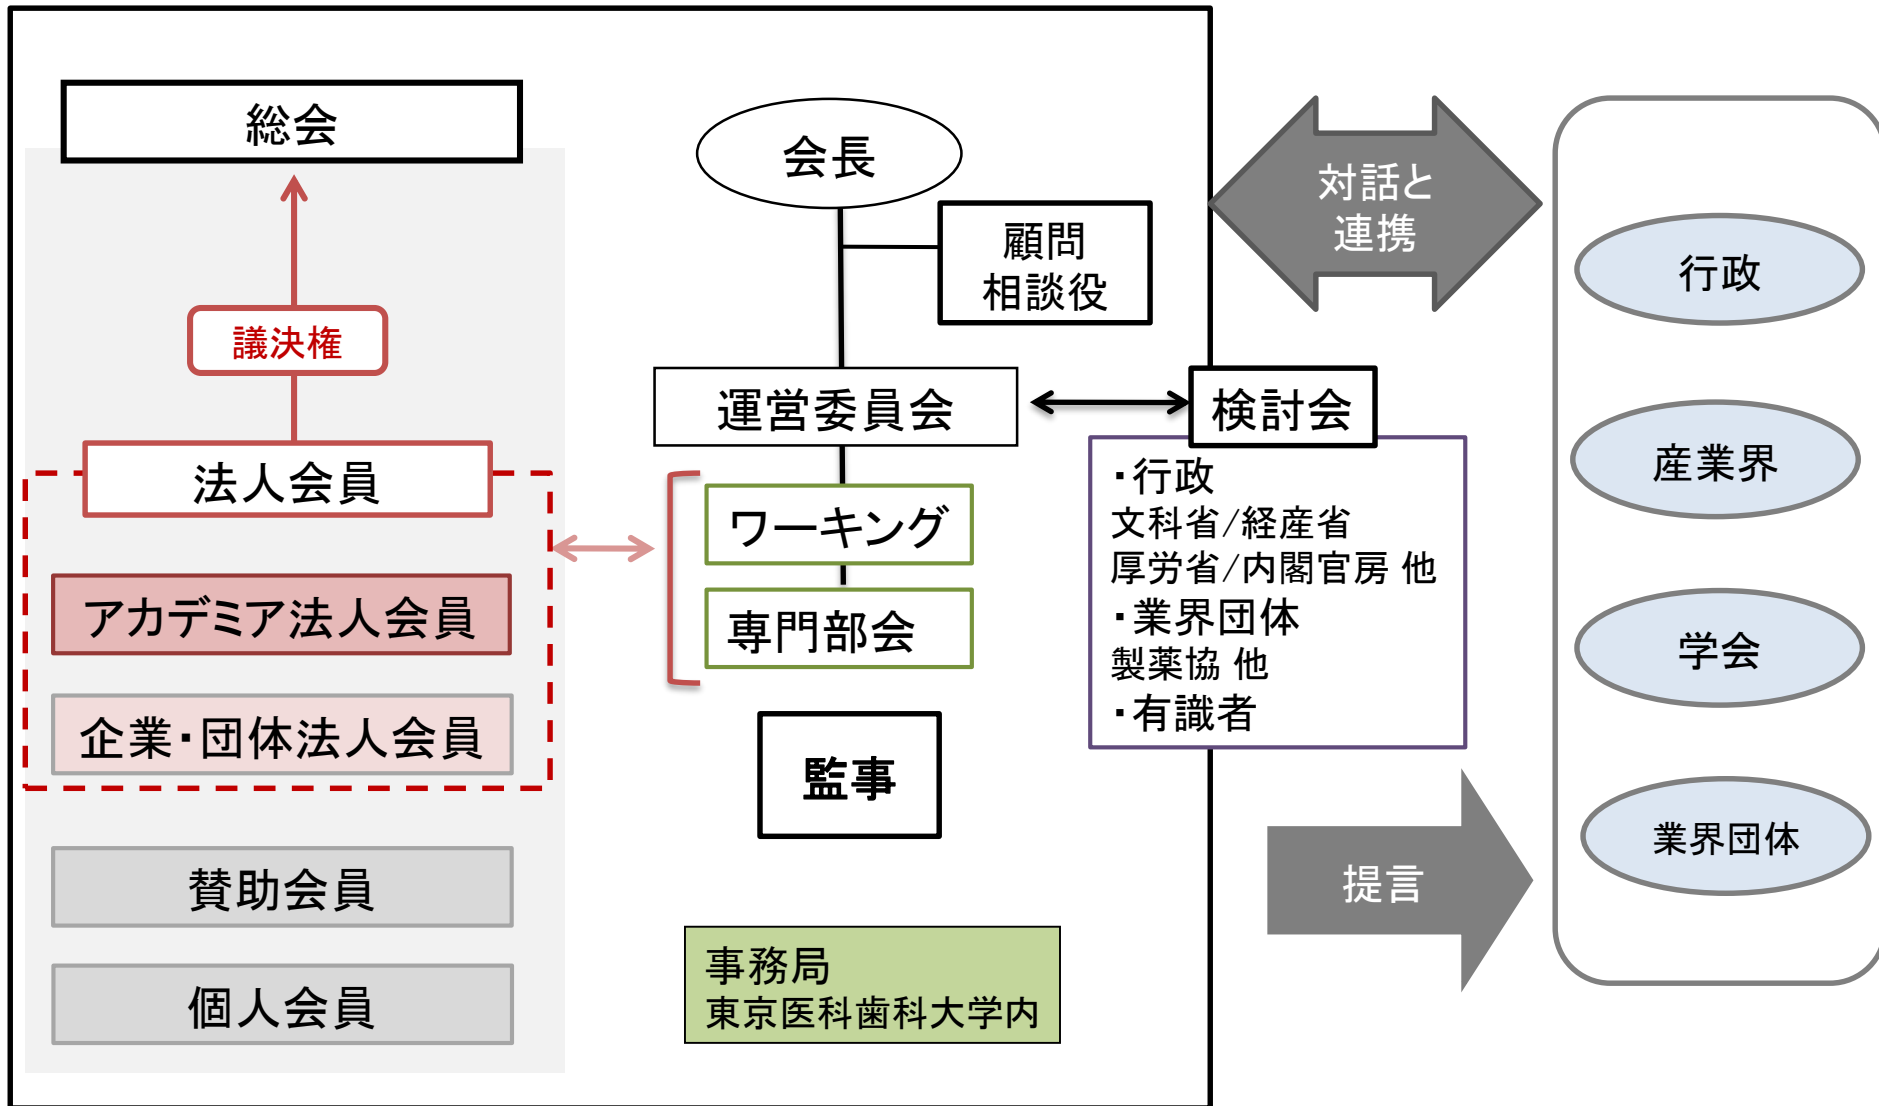 総会
議決権
法人会員
アカデミア法人会員
企業・団体法人会員
賛助会員
個人会員
会長
顧問
相談役
運営委員会
ワーキング
専門部会
監事
事務局
東京医科歯科大学内
検討会
・行政
文科省/経産省
厚労省/内閣官房 他
・業界団体
製薬協 他
・有識者
対話と
連携
提言
行政
産業界
学会
業界団体